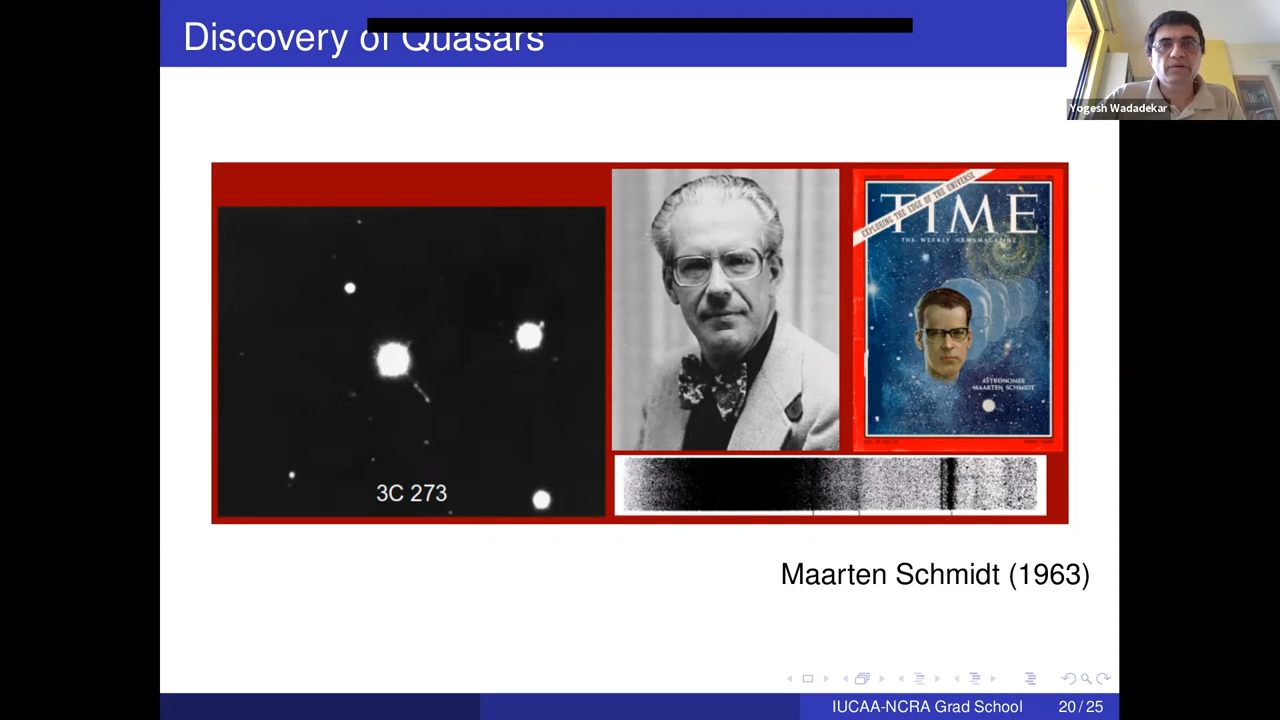 Discovery of Quasars
Yogesh Wadadekar
EXPLORING THE EDGE OF THE UNIVERSE
TIME
THE WEEKLY NEWSMAGAZINE
ASTRONOMER
MAARTEN SCHMIDT
3C 273
Maarten Schmidt (1963)
IUCAA-NCRA Grad School
20 / 25